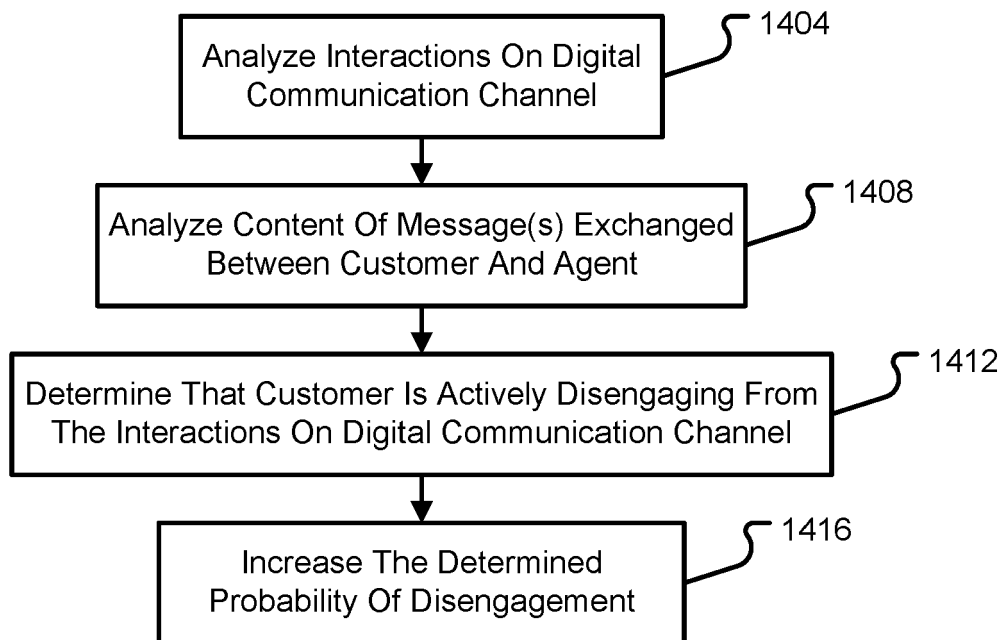 1404
Analyze Interactions On Digital
Communication Channel
1408
Analyze Content Of Message(s) Exchanged
Between Customer And Agent
1412
Determine That Customer Is Actively Disengaging From
The Interactions On Digital Communication Channel
1416
Increase The Determined
Probability Of Disengagement